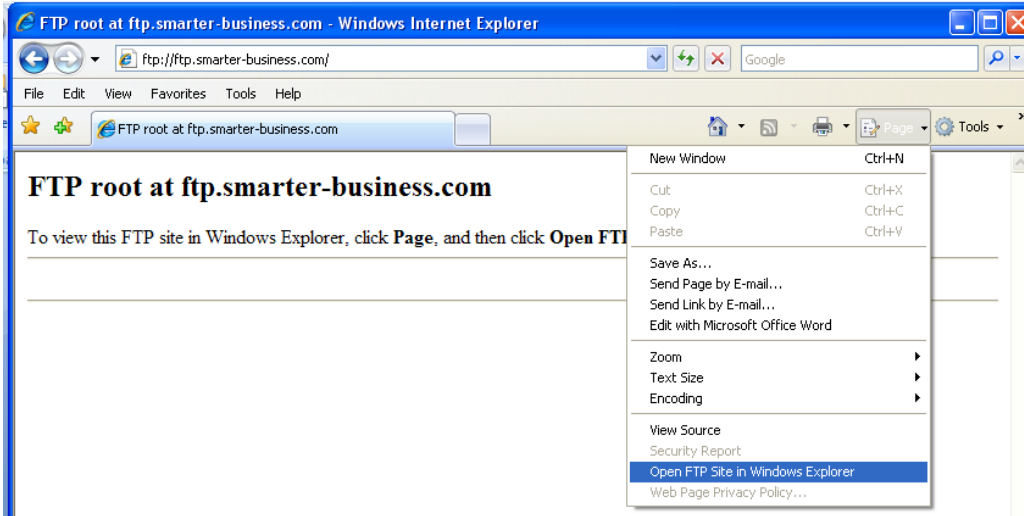 FTP root at ftp.smarter-business.com - Windows Internet Explorer
ftp://ftp.smarter-business.com/
Google
File Edit View Favorites Tools Help
FTP root at ftp.smarter-business.com
Page
Tools
FTP root at ftp.smarter-business.com
To view this FTP site in Windows Explorer, click Page, and then click Open FTP
New Window Ctrl+N
Cut Ctrl+X
Copy Ctrl+C
Paste Ctrl+V
Save As...
Send Page by E-mail...
Send Link by E-mail...
Edit with Microsoft Office Word
Zoom
Text Size
Encoding
View Source
Security Report
Open FTP Site in Windows Explorer
Web Page Privacy Policy...